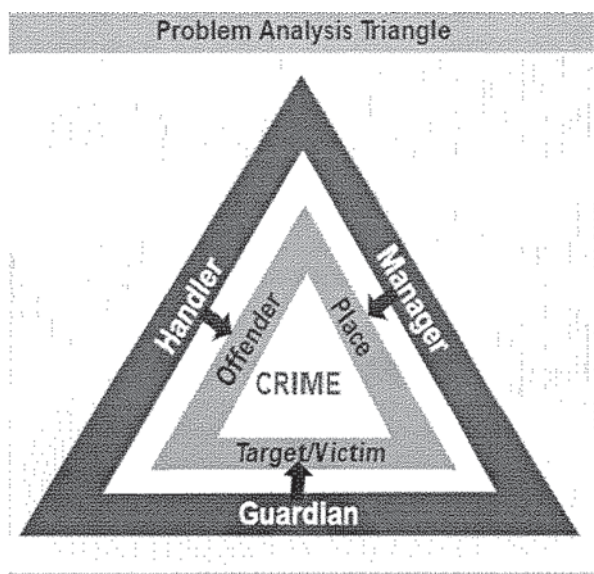 Problem Analysis Triangle
Handler
Manager
Offender
Place
CRIME
Target/Victim
Guardian